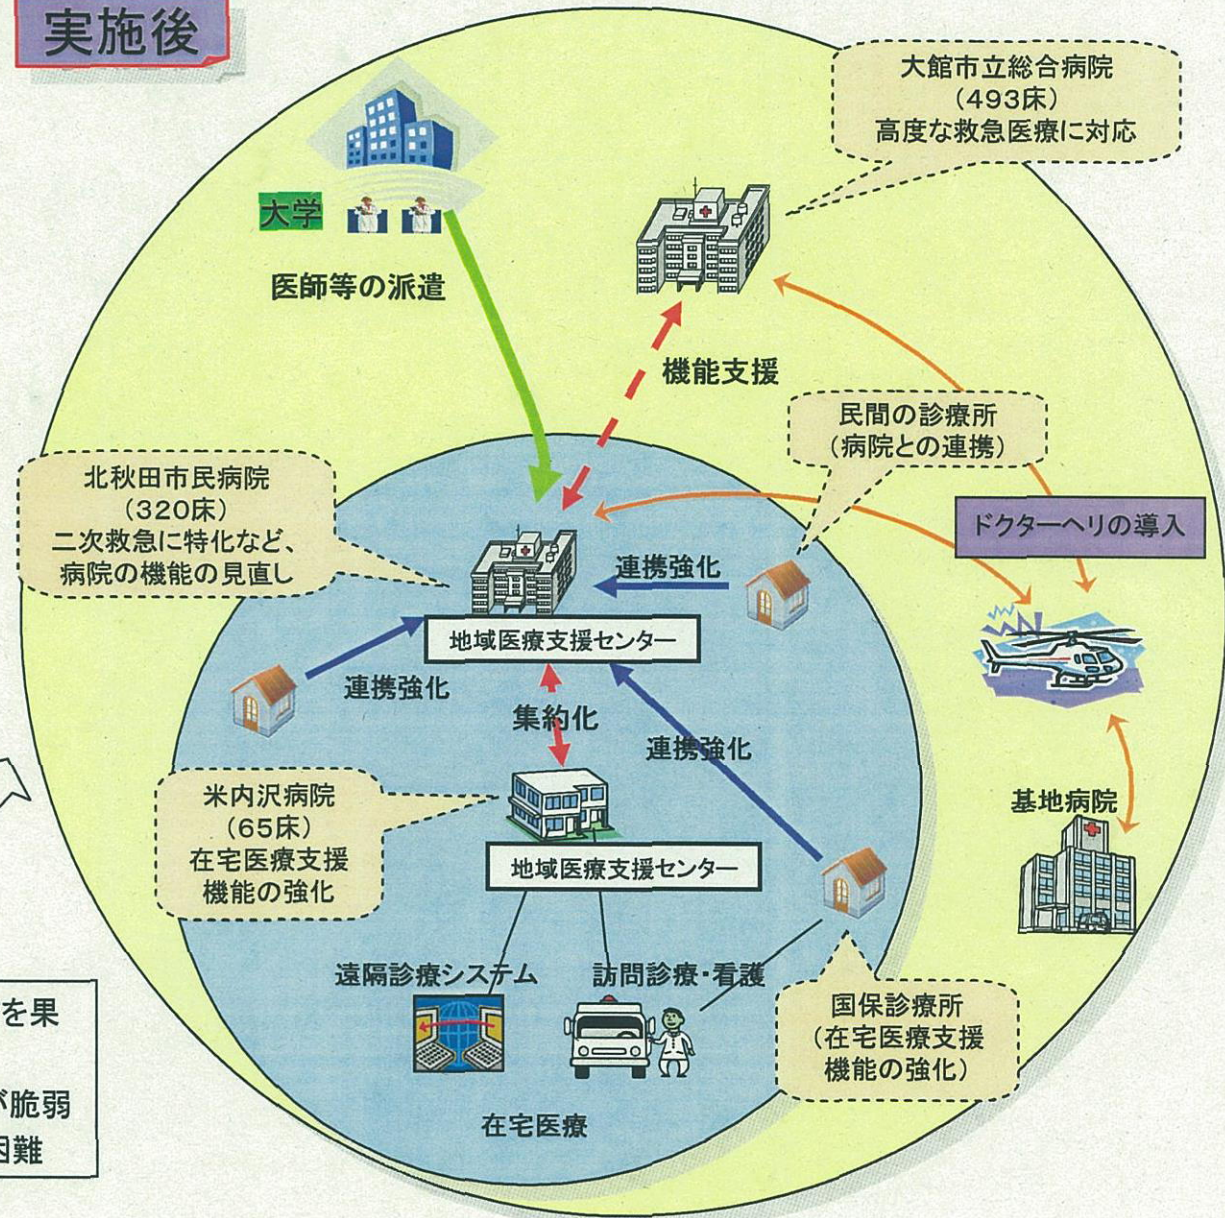 実施後
大館市立総合病院
(493床)
高度な救急医療に対応
大学
医師等の派遣
機能支援
民間の診療所
(病院との連携)
北秋田市民病院
(320床)
二次救急に特化など、
病院の機能の見直し
ドクターヘリの導入
連携強化
地域医療支援センター
連携強化
集約化
連携強化
米内沢病院
(65床)
在宅医療支援
機能の強化
基地病院
地域医療支援センター
遠隔診療システム
訪問診療・看護
国保診療所
(在宅医療支援
機能の強化)
在宅医療
を果
が脆弱
困難